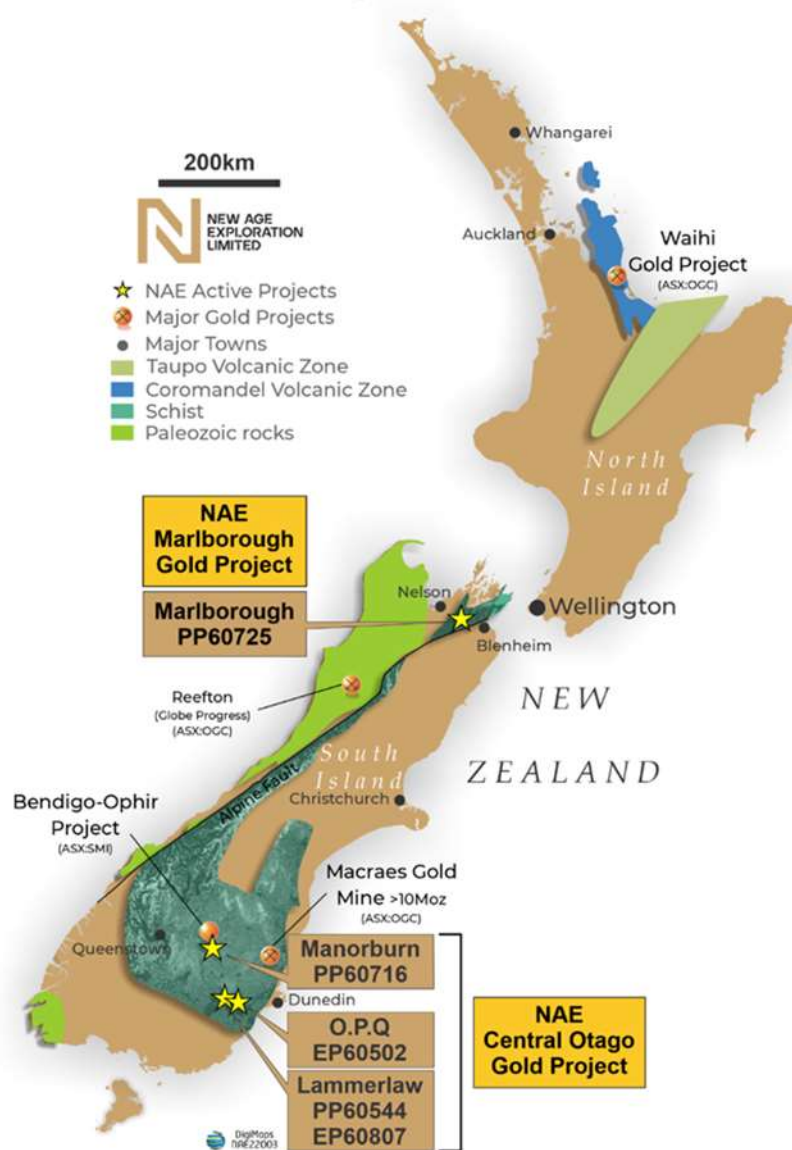 Whangarei
200km
NEW AGE
EXPLORATION
LIMITED
Auckland
Waihi
Gold Project
(ASX:OGC)
NAE Active Projects
Major Gold Projects
Major Towns
Taupo Volcanic Zone
Coromandel Volcanic Zone
Schist
Paleozoic rocks
North
Island
NAE
Marlborough
Gold Project
Marlborough
PP60725
Nelson
Wellington
Blenheim
Reefton
(Globe Progress)
(ASX:OGC)
NEW
ZEALAND
South
Island
Alpine Fault
Christchurch
Bendigo-Ophir
Project
(ASX:SMI)
Macraes Gold
Mine >10Moz
(ASX:OGC)
Queenstown
Manorburn
PP60716
Dunedin
O.P.Q
EP60502
Lammerlaw
PP60544
EP60807
NAE
Central Otago
Gold Project
DigiMaps
NAE22003